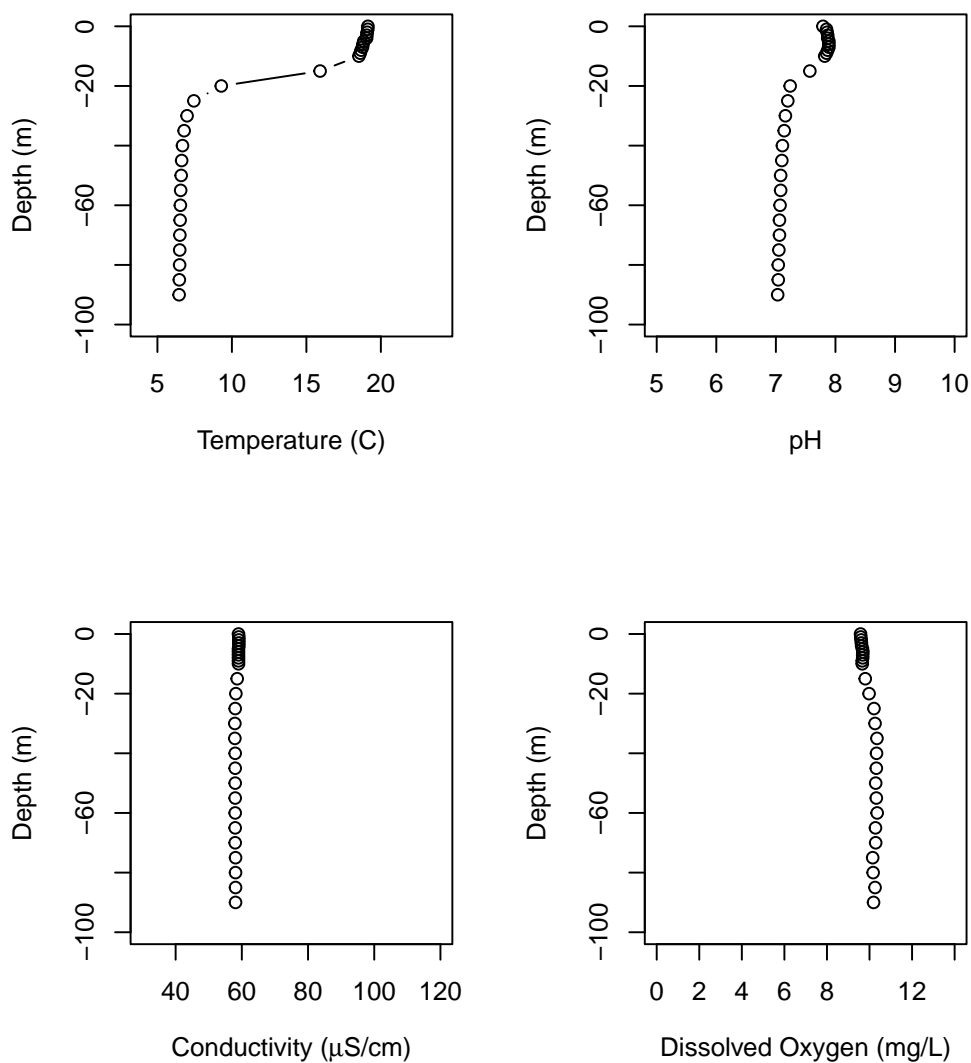 0
−20
−60
−100
Depth (m)
5 10 15 20
Temperature (C)
0
−20
−60
−100
Depth (m)
5 6 7 8 9 10
pH
0
−20
−60
−100
Depth (m)
40 60 80 100 120
Conductivity (µS/cm)
0
−20
−60
−100
Depth (m)
0 2 4 6 8 12
Dissolved Oxygen (mg/L)